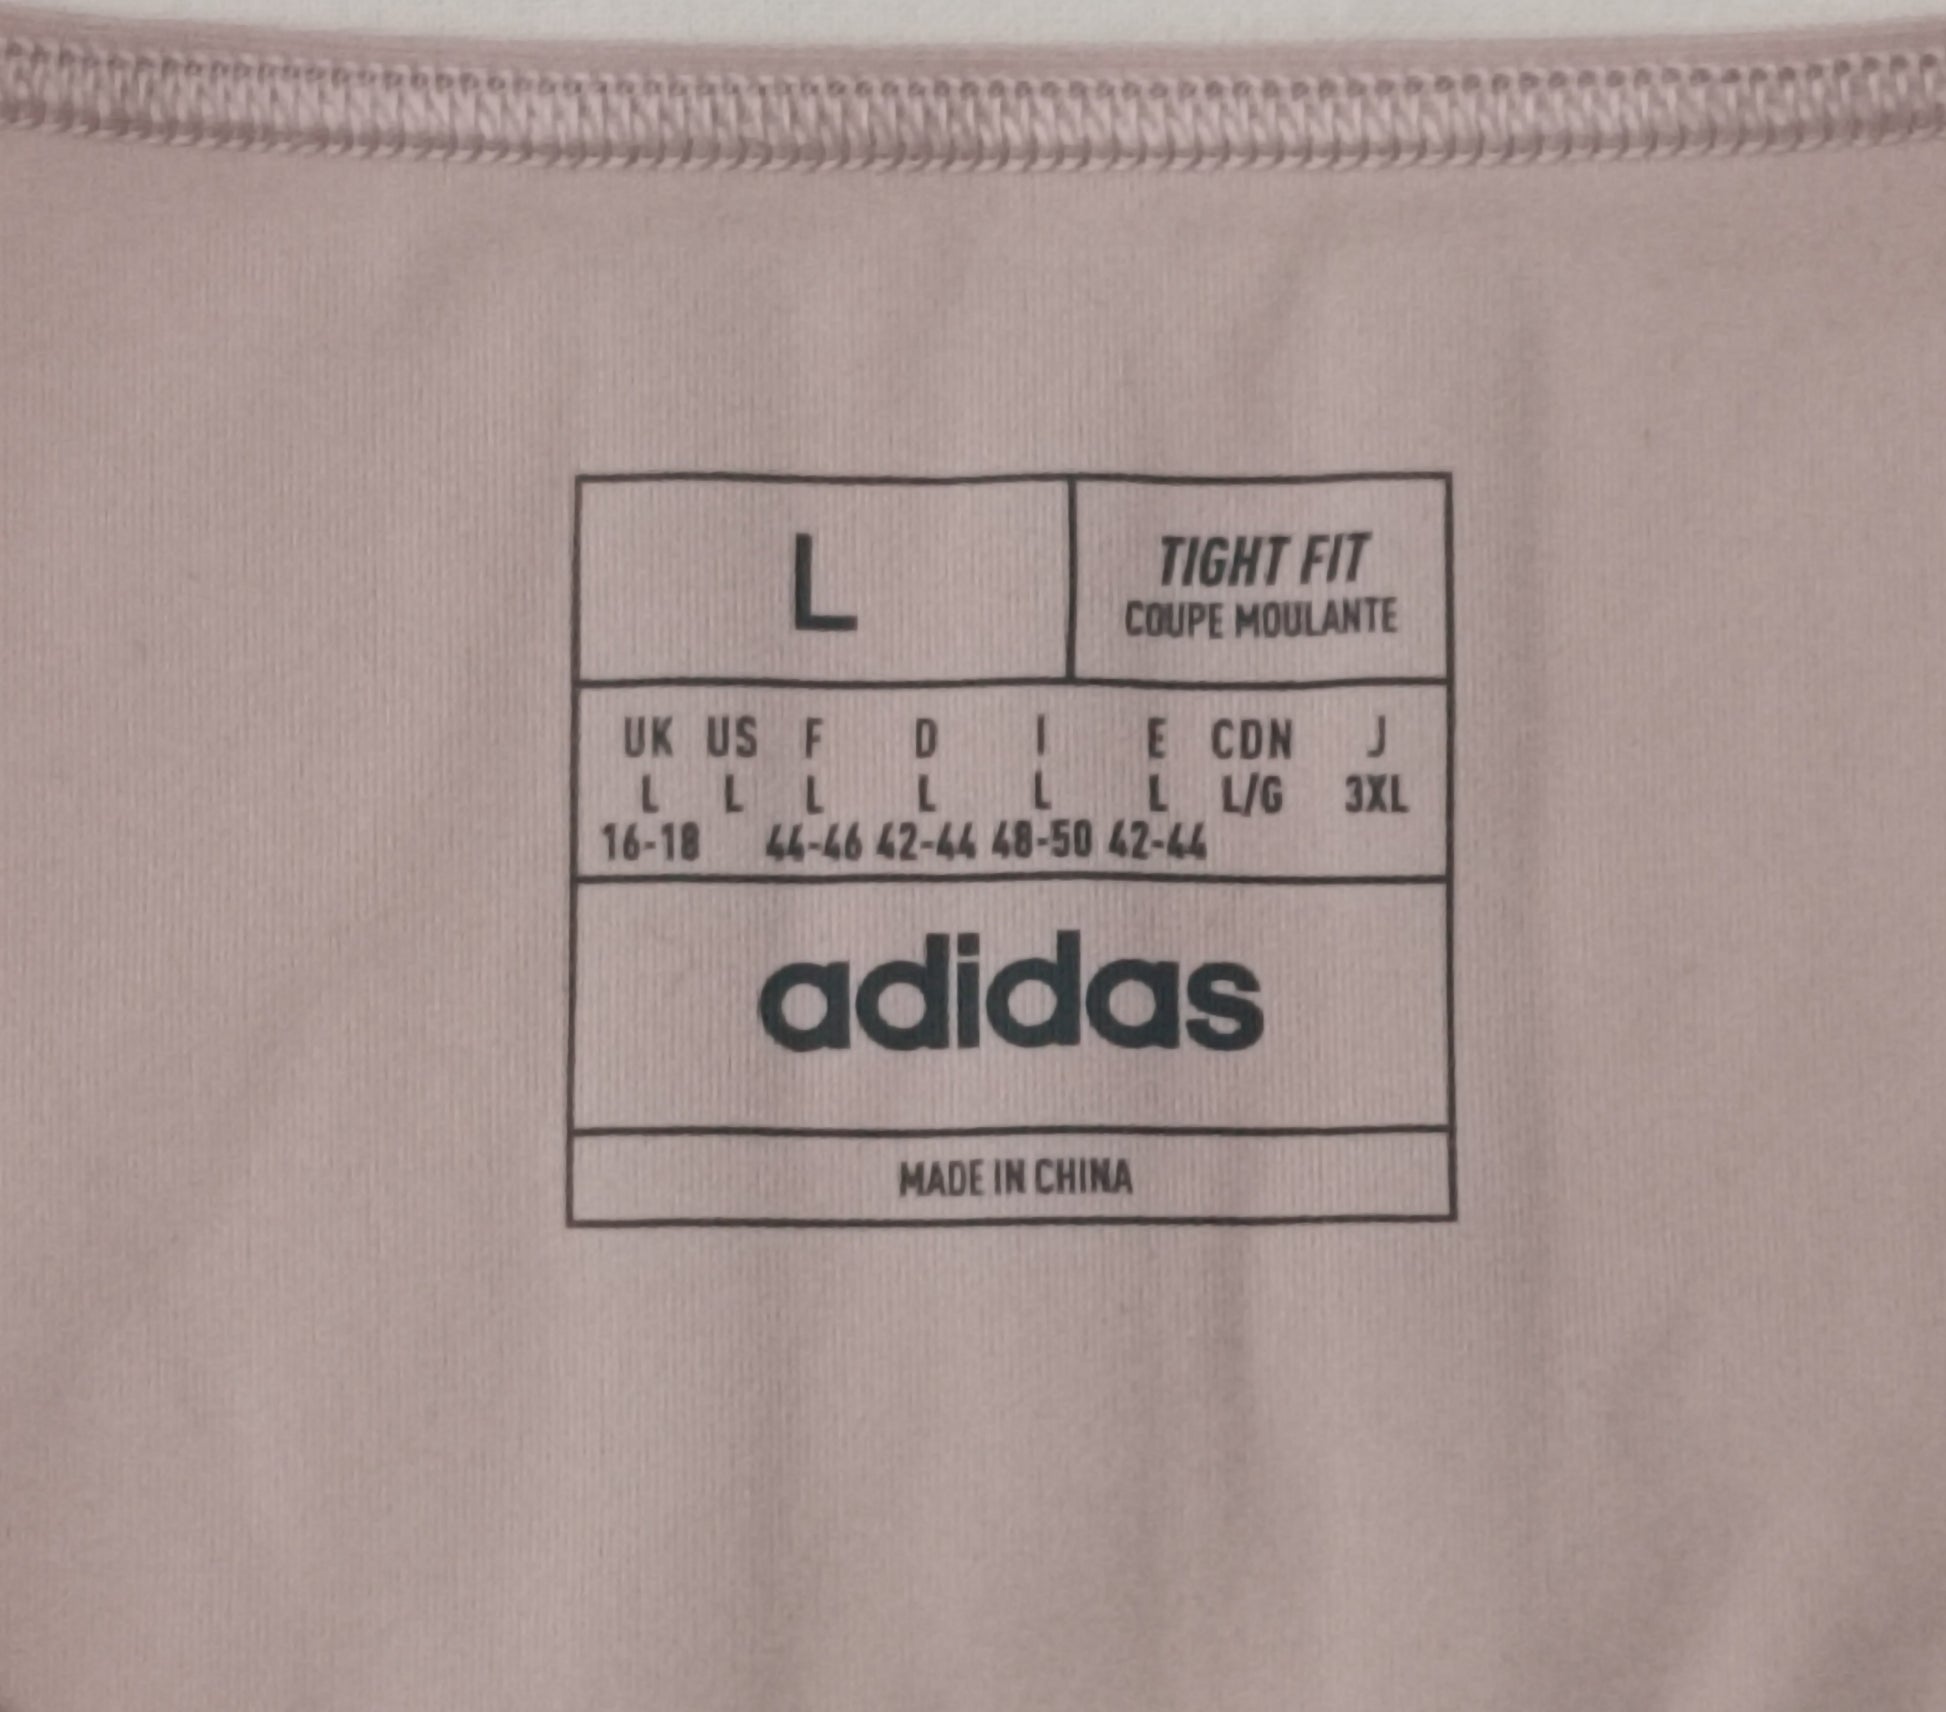 L
TIGHT FIT
COUPE MOULANTE
UK US F D I E CDN J
L L L L L L L/G 3XL
16-18 44-46 42-44 48-50 42-44
adidas
MADE IN CHINA